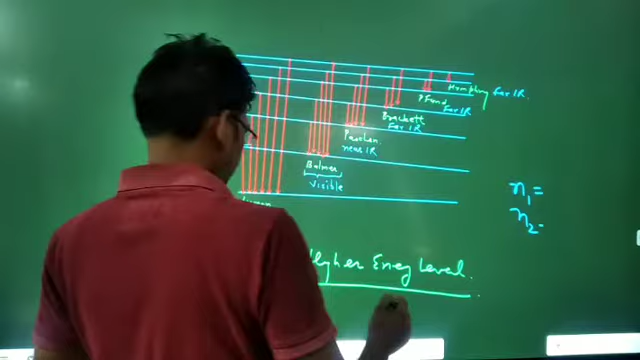 Humphry Far IR
Pfund Far IR
Brackett
Far IR
Paschen
near IR
Balmer
Visible
Lyman
n₁=
n₂-
Higher Energy Level.